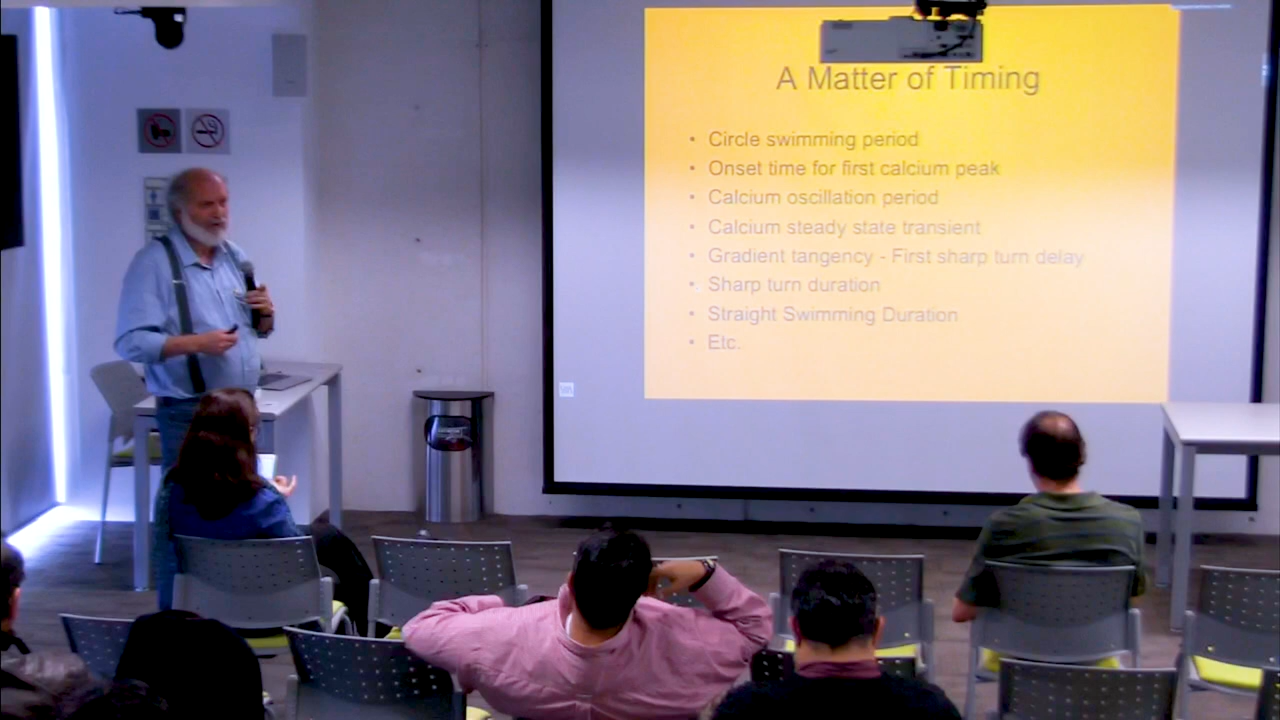 A Matter of Timing
• Circle swimming period
• Onset time for first calcium peak
• Calcium oscillation period
• Calcium steady state transient
• Gradient tangency - First sharp turn delay
• Sharp turn duration
• Straight Swimming Duration
• Etc.